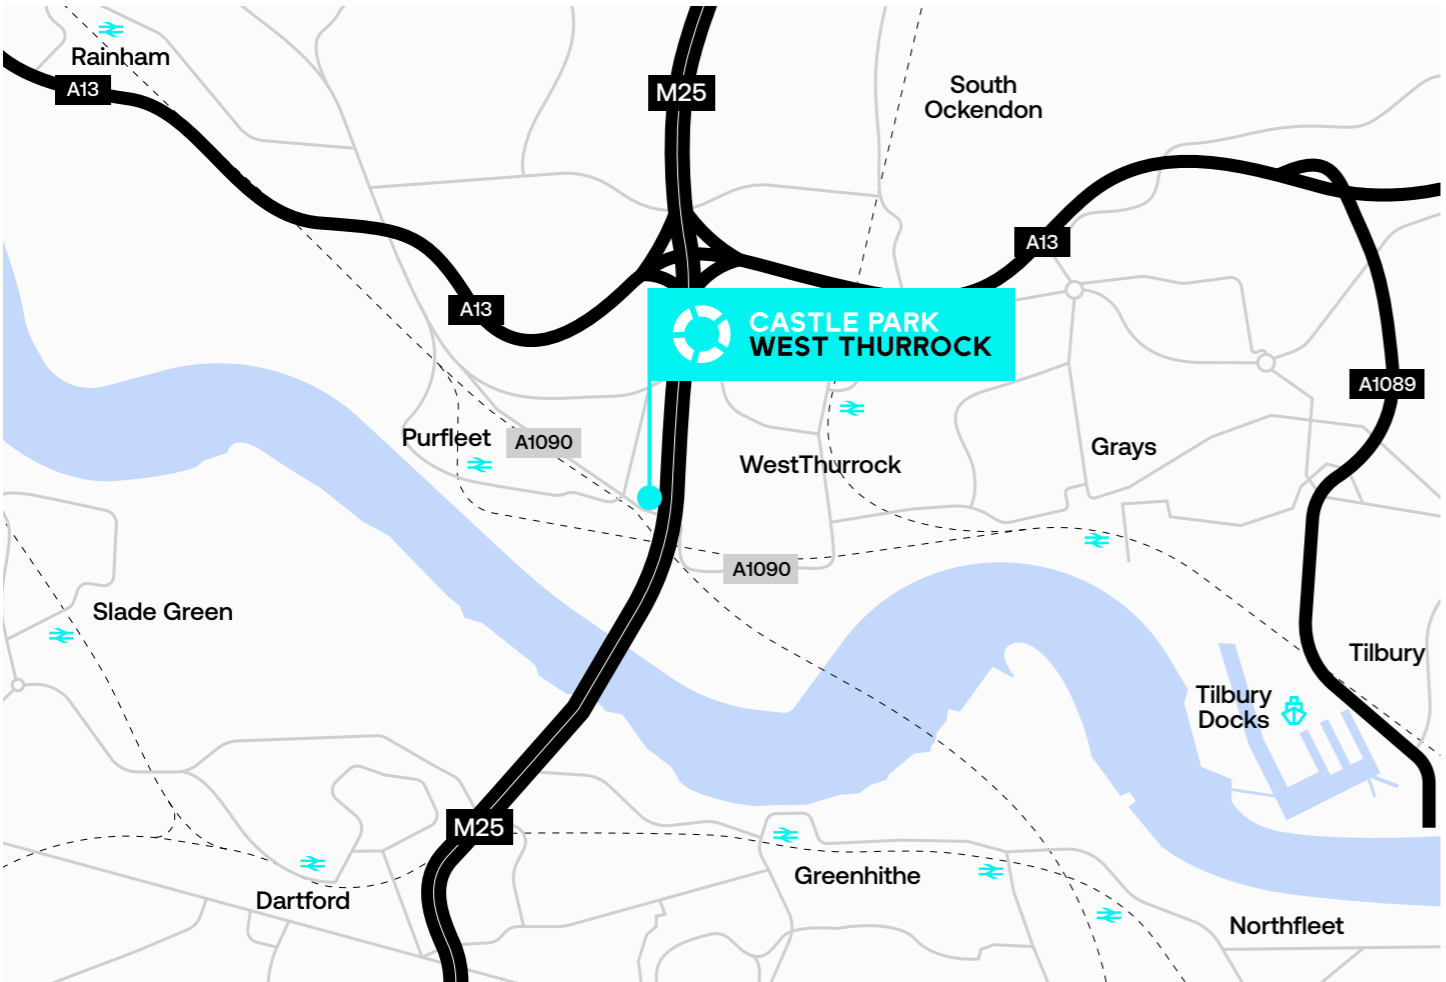 Rainham
A13
M25
South
Ockendon
A13
A13
CASTLE PARK
WEST THURROCK
A1089
Purfleet
A1090
WestThurrock
Grays
A1090
Slade Green
Tilbury
Tilbury
Docks
M25
Greenhithe
Dartford
Northfleet